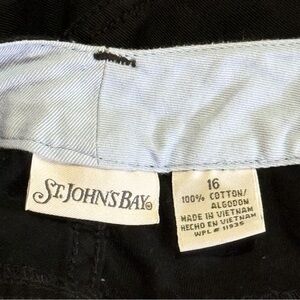 ST. JOHN'S BAY®
16
100% COTTON/
ALGODON
MADE IN VIETNAM
HECHO EN VIETNAM
WPL # 11935